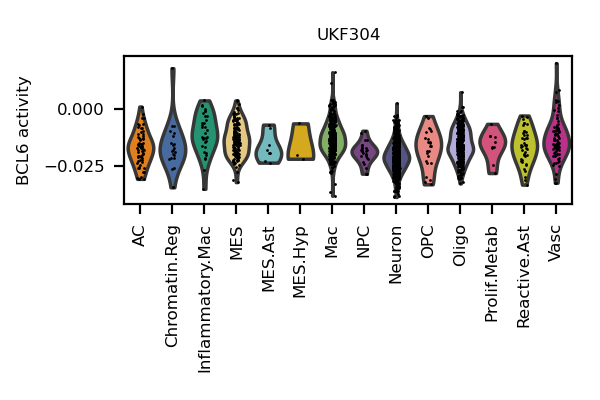 UKF304
BCL6 activity
0.000
−0.025
AC
Chromatin.Reg
Inflammatory.Mac
MES
MES.Ast
MES.Hyp
Mac
NPC
Neuron
OPC
Oligo
Prolif.Metab
Reactive.Ast
Vasc